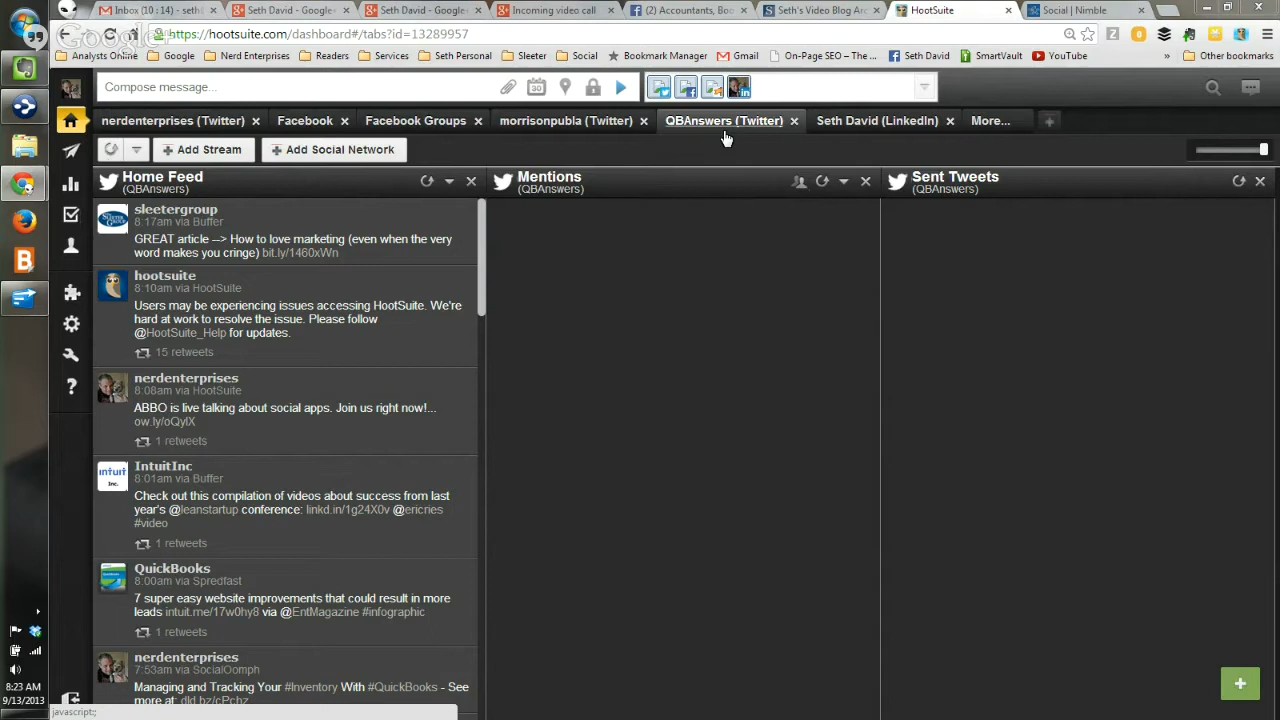 Inbox (10 : 14) - seth@
Seth David - Google+
Seth David - Google+
Incoming video call
(2) Accountants, Boo
Seth's Video Blog Arc
HootSuite
Social | Nimble
Google+
https://hootsuite.com/dashboard#/tabs?id=13289957
Analysts Online
Google
Nerd Enterprises
Readers
Services
Seth Personal
Sleeter
Social
Bookmark Manager
Gmail
On-Page SEO – The ...
Seth David
SmartVault
YouTube
»
Other bookmarks
Compose message...
nerdenterprises (Twitter)
Facebook
Facebook Groups
morrisonpubla (Twitter)
QBAnswers (Twitter)
Seth David (LinkedIn)
More...
Add Stream
Add Social Network
Home Feed
(QBAnswers)
Mentions
(QBAnswers)
Sent Tweets
(QBAnswers)
sleetergroup
8:17am via Buffer
GREAT article --> How to love marketing (even when the very
word makes you cringe) bit.ly/1460xWn
hootsuite
8:10am via HootSuite
Users may be experiencing issues accessing HootSuite. We're
hard at work to resolve the issue. Please follow
@HootSuite_Help for updates.
15 retweets
nerdenterprises
8:08am via HootSuite
ABBO is live talking about social apps. Join us right now!...
ow.ly/oQylX
1 retweets
IntuitInc
8:01am via Buffer
Check out this compilation of videos about success from last
year's @leanstartup conference: linkd.in/1g24X0v @ericries
#video
1 retweets
QuickBooks
8:00am via Spredfast
7 super easy website improvements that could result in more
leads intuit.me/17w0hy8 via @EntMagazine #infographic
1 retweets
nerdenterprises
7:53am via SocialOomph
Managing and Tracking Your #Inventory With #QuickBooks - See
more at: dld.bz/cPchz
8:23 AM
9/13/2013
javascript:;